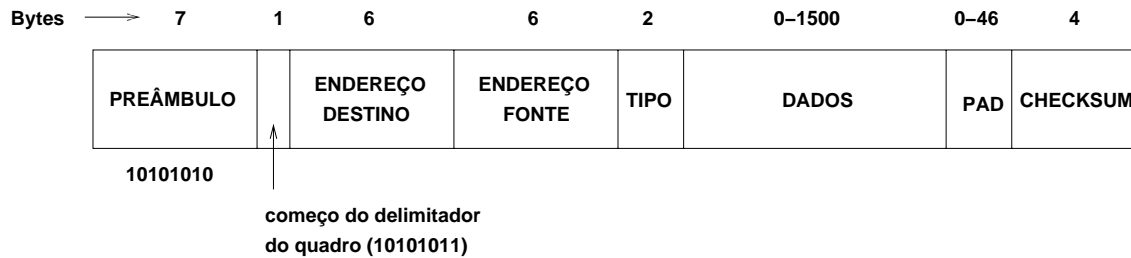 Bytes 7 1 6 6 2 0–1500 0–46 4
PREÂMBULO ENDEREÇO DESTINO ENDEREÇO FONTE TIPO DADOS PAD CHECKSUM
10101010
começo do delimitador
do quadro (10101011)